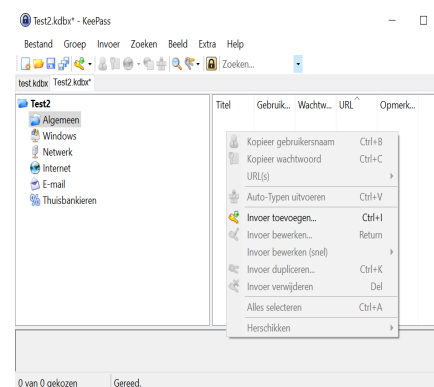 Test2.kdbx* - KeePass
Bestand Groep Invoer Zoeken Beeld Extra Help
Zoeken...
test.kdbx Test2.kdbx*
Test2
Algemeen
Windows
Netwerk
Internet
E-mail
Thuisbankieren
Titel Gebruik... Wachtw... URL Opmerk...
Kopieer gebruikersnaam Ctrl+B
Kopieer wachtwoord Ctrl+C
URL(s)
Auto-Typen uitvoeren Ctrl+V
Invoer toevoegen... Ctrl+I
Invoer bewerken... Return
Invoer bewerken (snel)
Invoer dupliceren... Ctrl+K
Invoer verwijderen Del
Alles selecteren Ctrl+A
Herschikken
0 van 0 gekozen Gereed.